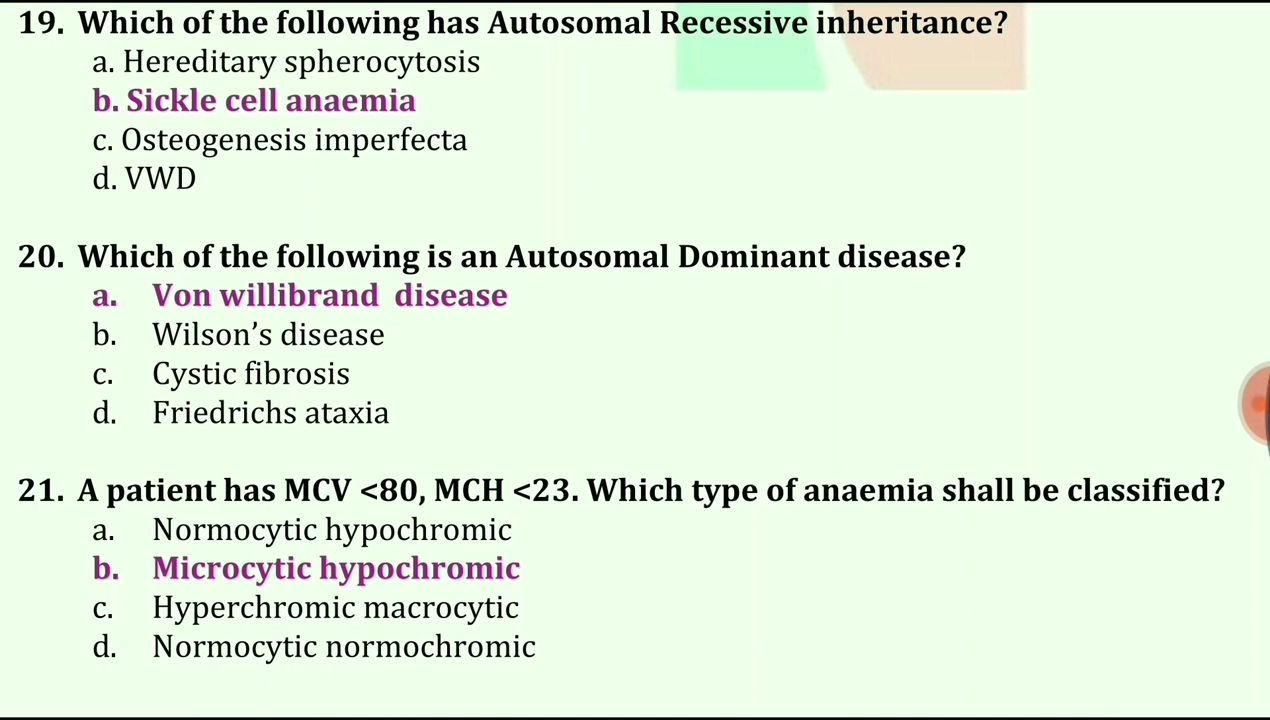 19. Which of the following has Autosomal Recessive inheritance?
a. Hereditary spherocytosis
b. Sickle cell anaemia
c. Osteogenesis imperfecta
d. VWD
20. Which of the following is an Autosomal Dominant disease?
a. Von willibrand disease
b. Wilson's disease
c. Cystic fibrosis
d. Friedrichs ataxia
21. A patient has MCV <80, MCH <23. Which type of anaemia shall be classified?
a. Normocytic hypochromic
b. Microcytic hypochromic
c. Hyperchromic macrocytic
d. Normocytic normochromic